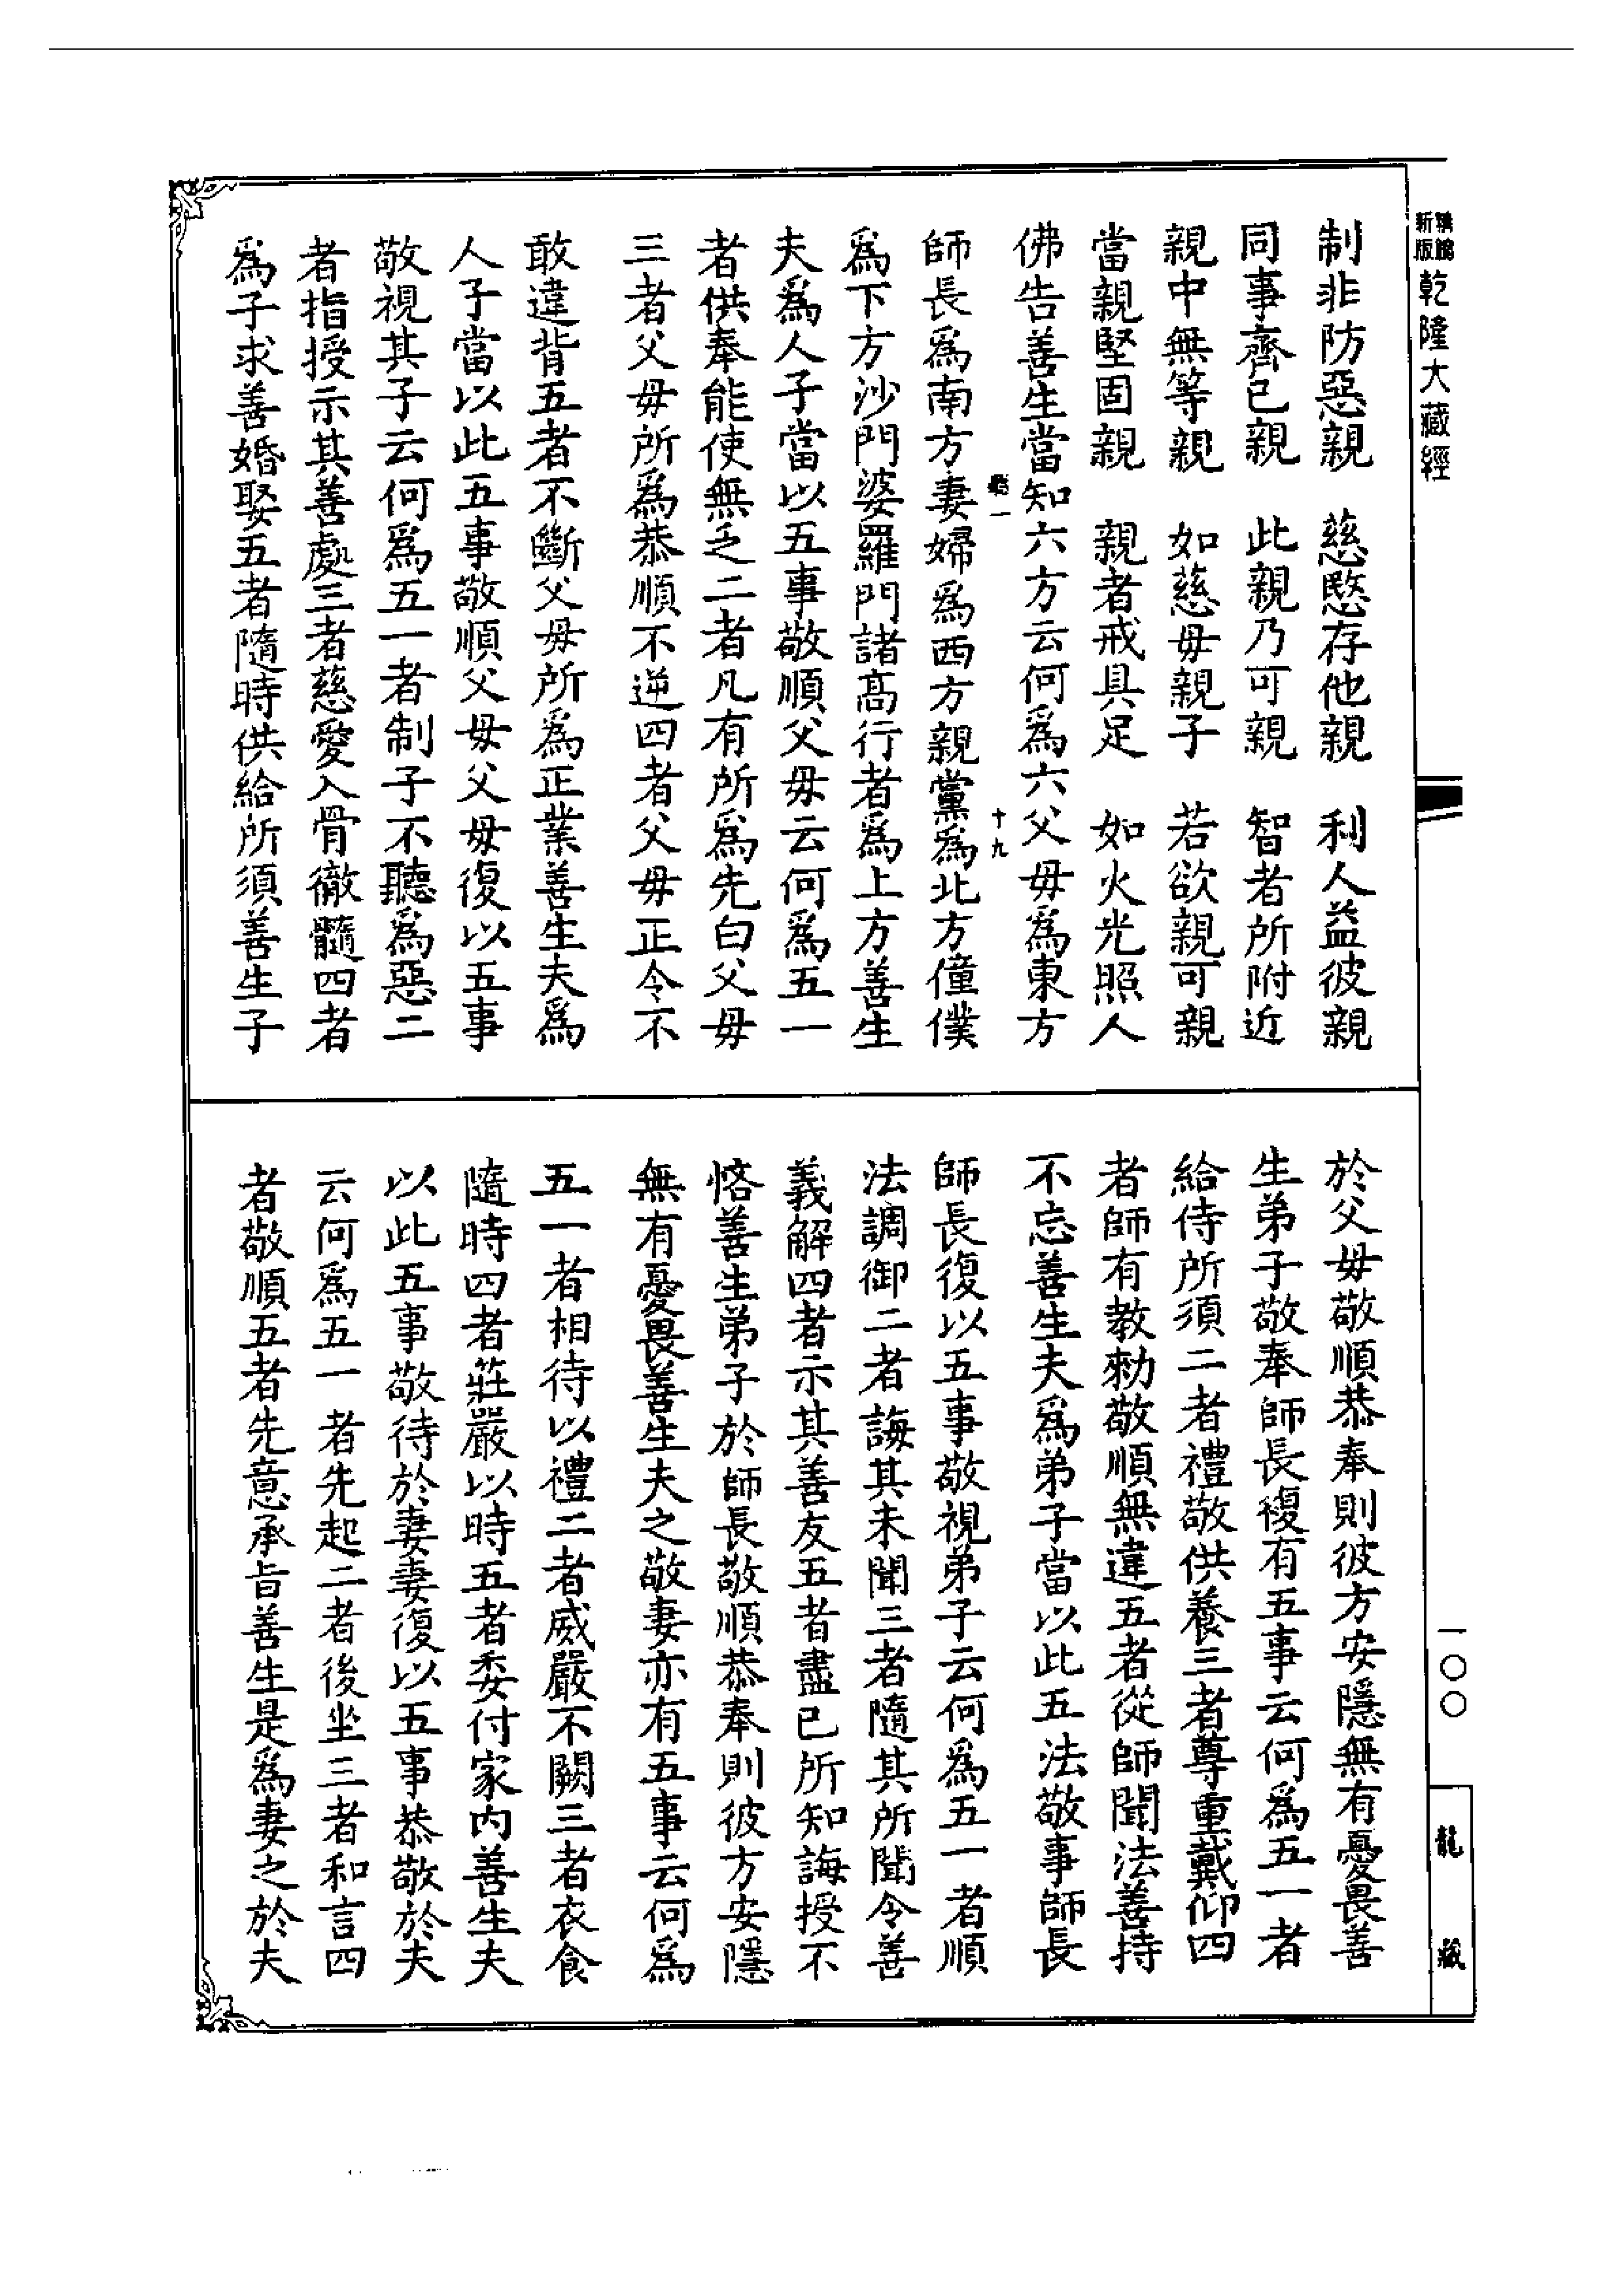 新版
精縮
乾隆大藏經
制非防惡親　慈愍存他親　利人益彼親
同事齊已親　此親乃可親　智者所附近
親中無等親　如慈毋親子　若欲親可親
當親堅固親　親者戒具足　如火光照人
佛告善生當知六方云何爲六父毋爲東方
一
十九
師長爲南方妻婦爲西方親黨爲北方僮僕
爲下方沙門婆羅門諸高行者爲上方善生
夫爲人子當以五事敬順父毋云何爲五一
者供奉能使無乏二者凡有所爲先白父毋
三者父毋所爲恭順不逆四者父毋正令不
敢違背五者不斷父毋所爲正業善生夫爲
人子當以此五事敬順父毋父毋復以五事
敬視其子云何爲五一者制子不聽爲惡二
者指授示其善處三者慈愛入骨徹髓四者
爲子求善婚娶五者隨時供給所須善生子
於父毋敬順恭奉則彼方安隱無有憂畏善
生弟子敬奉師長複有五事云何爲五一者
給侍所須二者禮敬供養三者尊重戴仰四
者師有教勑敬順無違五者從師聞法善持
不忘善生夫爲弟子當以此五法敬事師長
師長復以五事敬視弟子云何爲五一者順
法調御二者誨其未聞三者隨其所聞令善
義解四者示其善友五者盡已所知誨授不
悋善生弟子於師長敬順恭奉則彼方安隱
無有憂畏善生夫之敬妻亦有五事云何爲
五一者相待以禮二者威嚴不闕三者衣食
隨時四者莊嚴以時五者委付家内善生夫
以此五事敬待於妻妻復以五事恭敬於夫
云何爲五一者先起二者後坐三者和言四
者敬順五者先意承旨善生是爲妻之於夫
一〇〇
龍藏